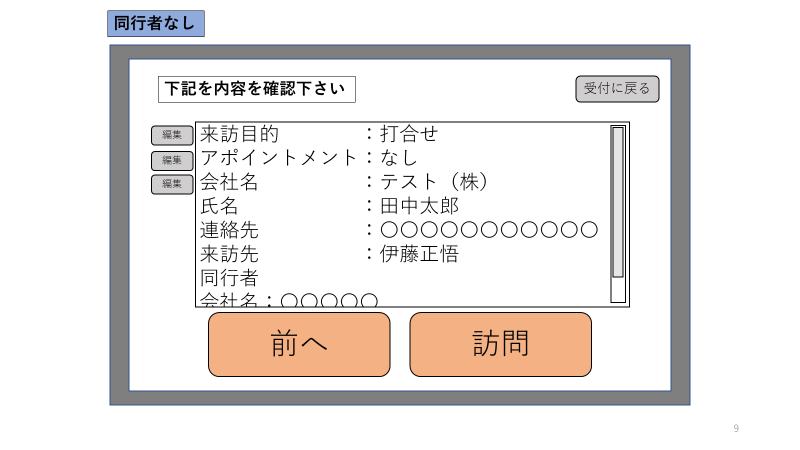 同行者なし
下記を内容を確認下さい
受付に戻る
編集 来訪目的 ：打合せ
編集 アポイントメント：なし
編集 会社名 ：テスト（株）
氏名 ：田中太郎
連絡先 ：〇〇〇〇〇〇〇〇〇〇〇
来訪先 ：伊藤正悟
同行者
会社名：〇〇〇〇〇
前へ
訪問
9